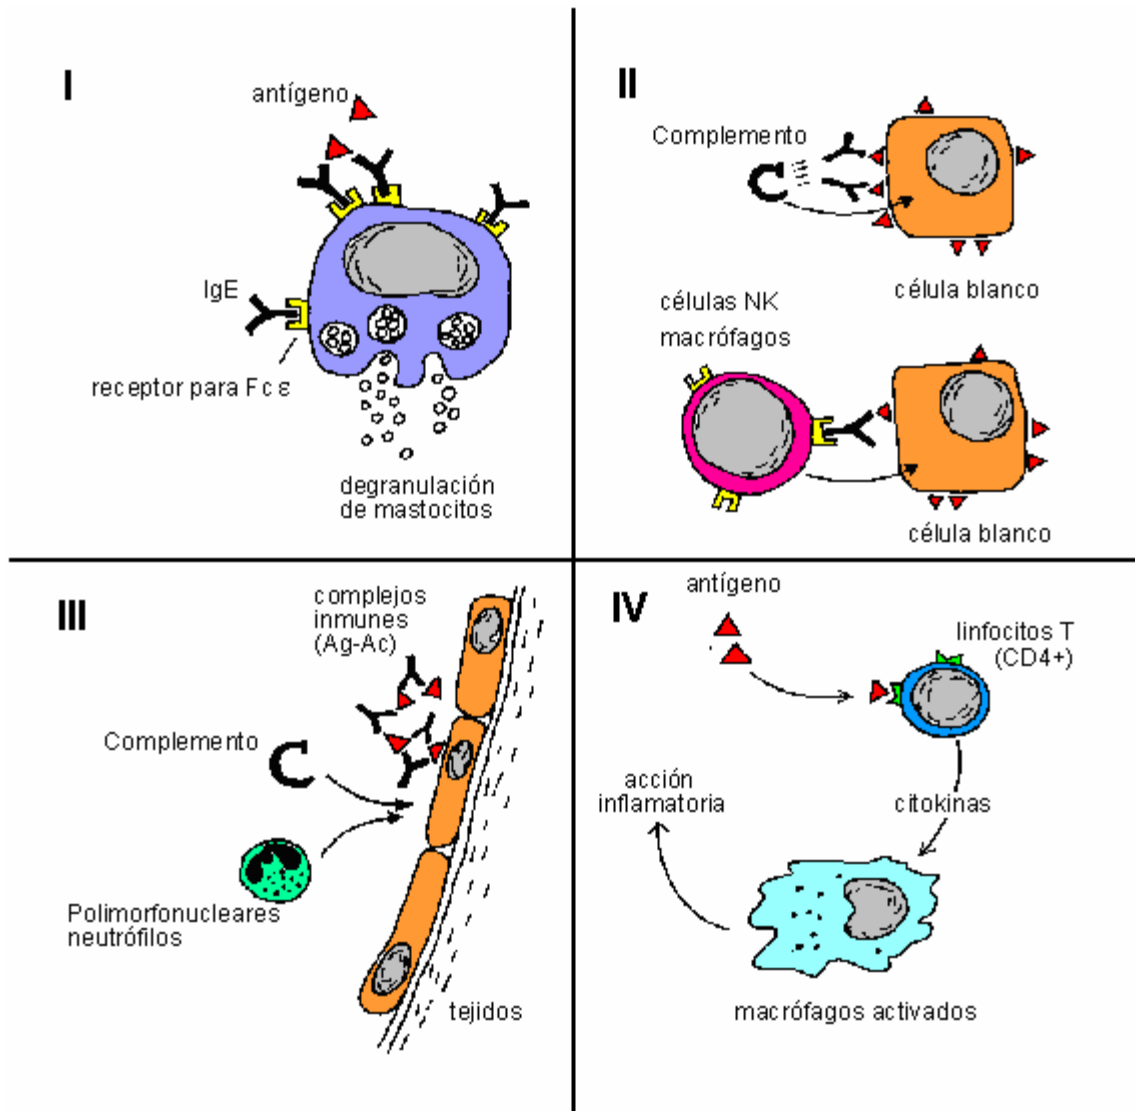 I
antígeno
IgE
receptor para Fc ε
degranulación
de mastocitos
II
Complemento
célula blanco
células NK
macrófagos
célula blanco
III
complejos
inmunes
(Ag-Ac)
Complemento
Polimorfonucleares
neutrófilos
tejidos
IV
antígeno
linfocitos T
(CD4+)
acción
inflamatoria
citokinas
macrófagos activados